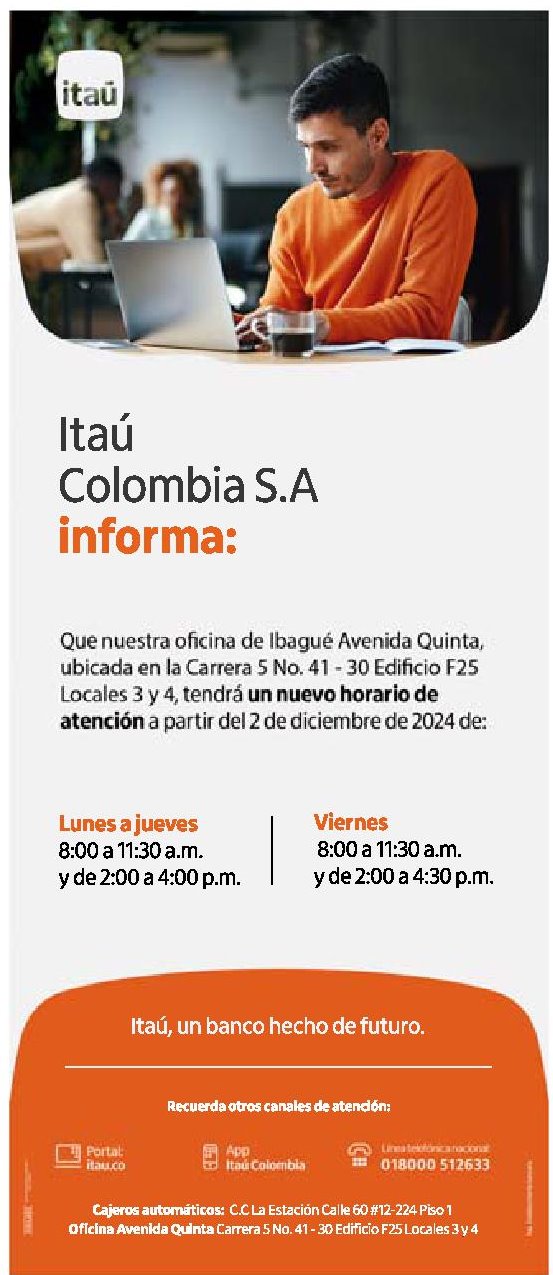 itaú
Itaú
Colombia S.A
informa:
Que nuestra oficina de Ibagué Avenida Quinta,
ubicada en la Carrera 5 No. 41 - 30 Edificio F25
Locales 3 y 4, tendrá un nuevo horario de
atención a partir del 2 de diciembre de 2024 de:
Lunes a jueves
8:00 a 11:30 a.m.
y de 2:00 a 4:00 p.m.
Viernes
8:00 a 11:30 a.m.
y de 2:00 a 4:30 p.m.
Itaú, un banco hecho de futuro.
Recuerda otros canales de atención:
Portal:
itau.co
App
Itaú Colombia
Línea telefónica nacional
018000 512633
Cajeros automáticos: C.C La Estación Calle 60 #12-224 Piso 1
Oficina Avenida Quinta Carrera 5 No. 41 - 30 Edificio F25 Locales 3 y 4